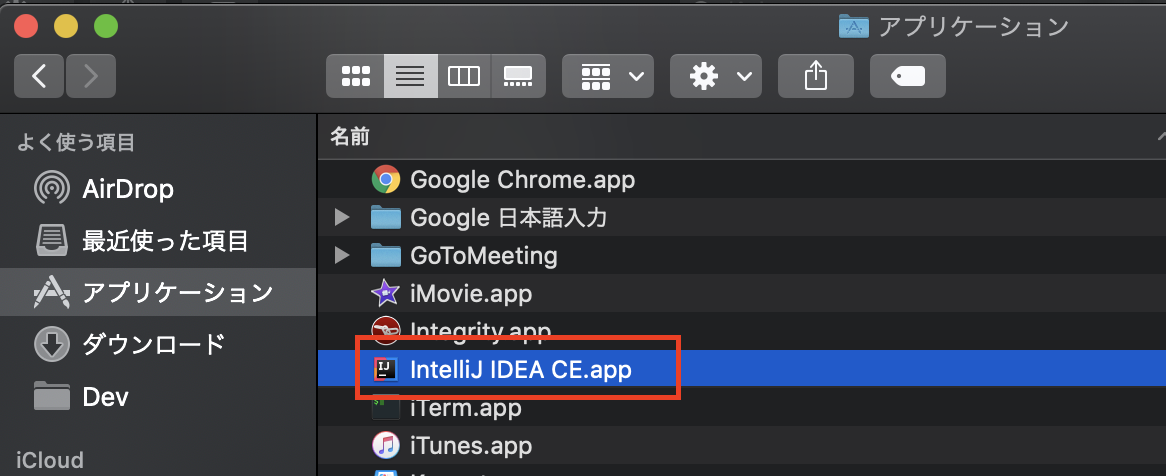 アプリケーション
よく使う項目
AirDrop
最近使った項目
アプリケーション
ダウンロード
Dev
iCloud
名前
Google Chrome.app
Google 日本語入力
GoToMeeting
iMovie.app
Integrity.app
IntelliJ IDEA CE.app
iTerm.app
iTunes.app